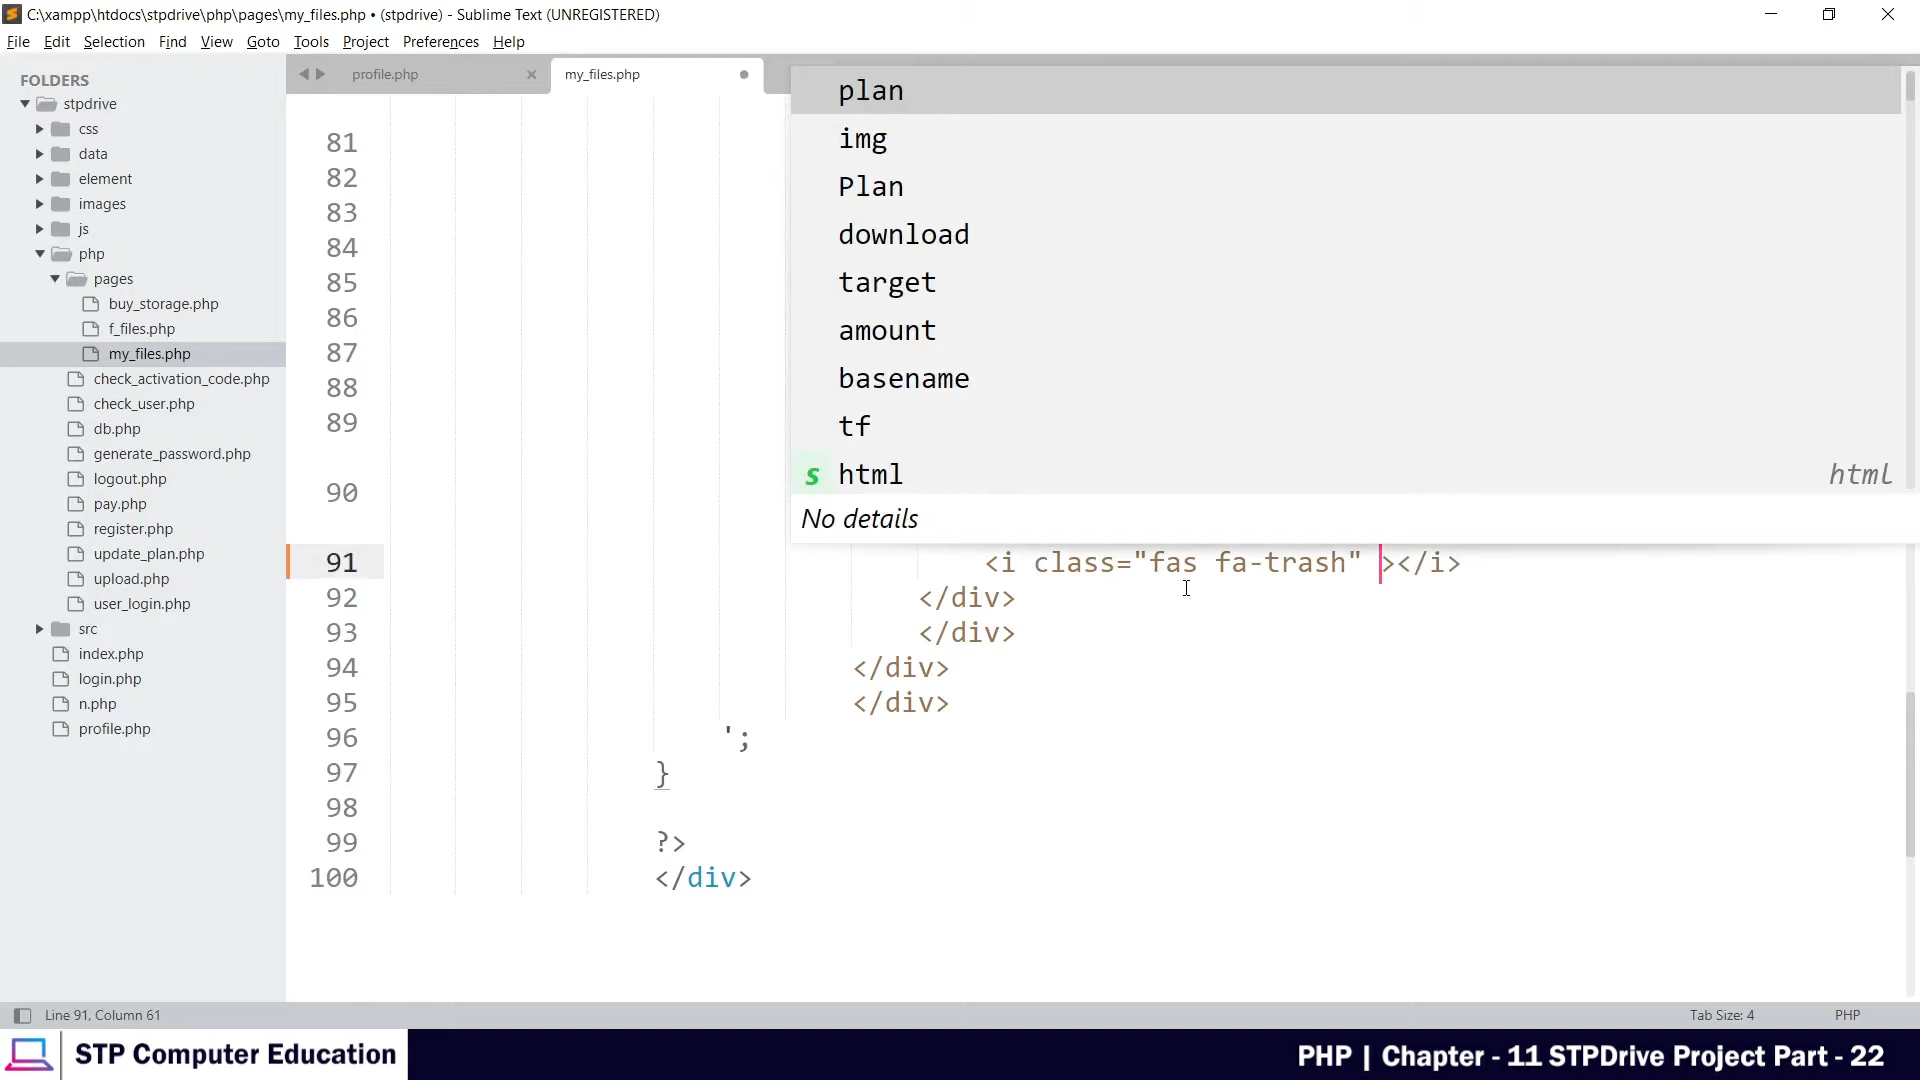 C:\xampp\htdocs\stpdrive\php\pages\my_files.php • (stpdrive) - Sublime Text (UNREGISTERED)
File Edit Selection Find View Goto Tools Project Preferences Help
FOLDERS
stpdrive
css
data
element
images
js
php
pages
buy_storage.php
f_files.php
my_files.php
check_activation_code.php
check_user.php
db.php
generate_password.php
logout.php
pay.php
register.php
update_plan.php
upload.php
user_login.php
src
index.php
login.php
n.php
profile.php
profile.php my_files.php
plan
img
Plan
download
target
amount
basename
tf
s html html
No details
81
82
83
84
85
86
87
88
89
90
91 <i class="fas fa-trash" ></i>
92 </div>
93 </div>
94 </div>
95 </div>
96 ';
97 }
98
99 ?>
100 </div>
Line 91, Column 61 Tab Size: 4 PHP
STP Computer Education PHP | Chapter - 11 STPDrive Project Part - 22